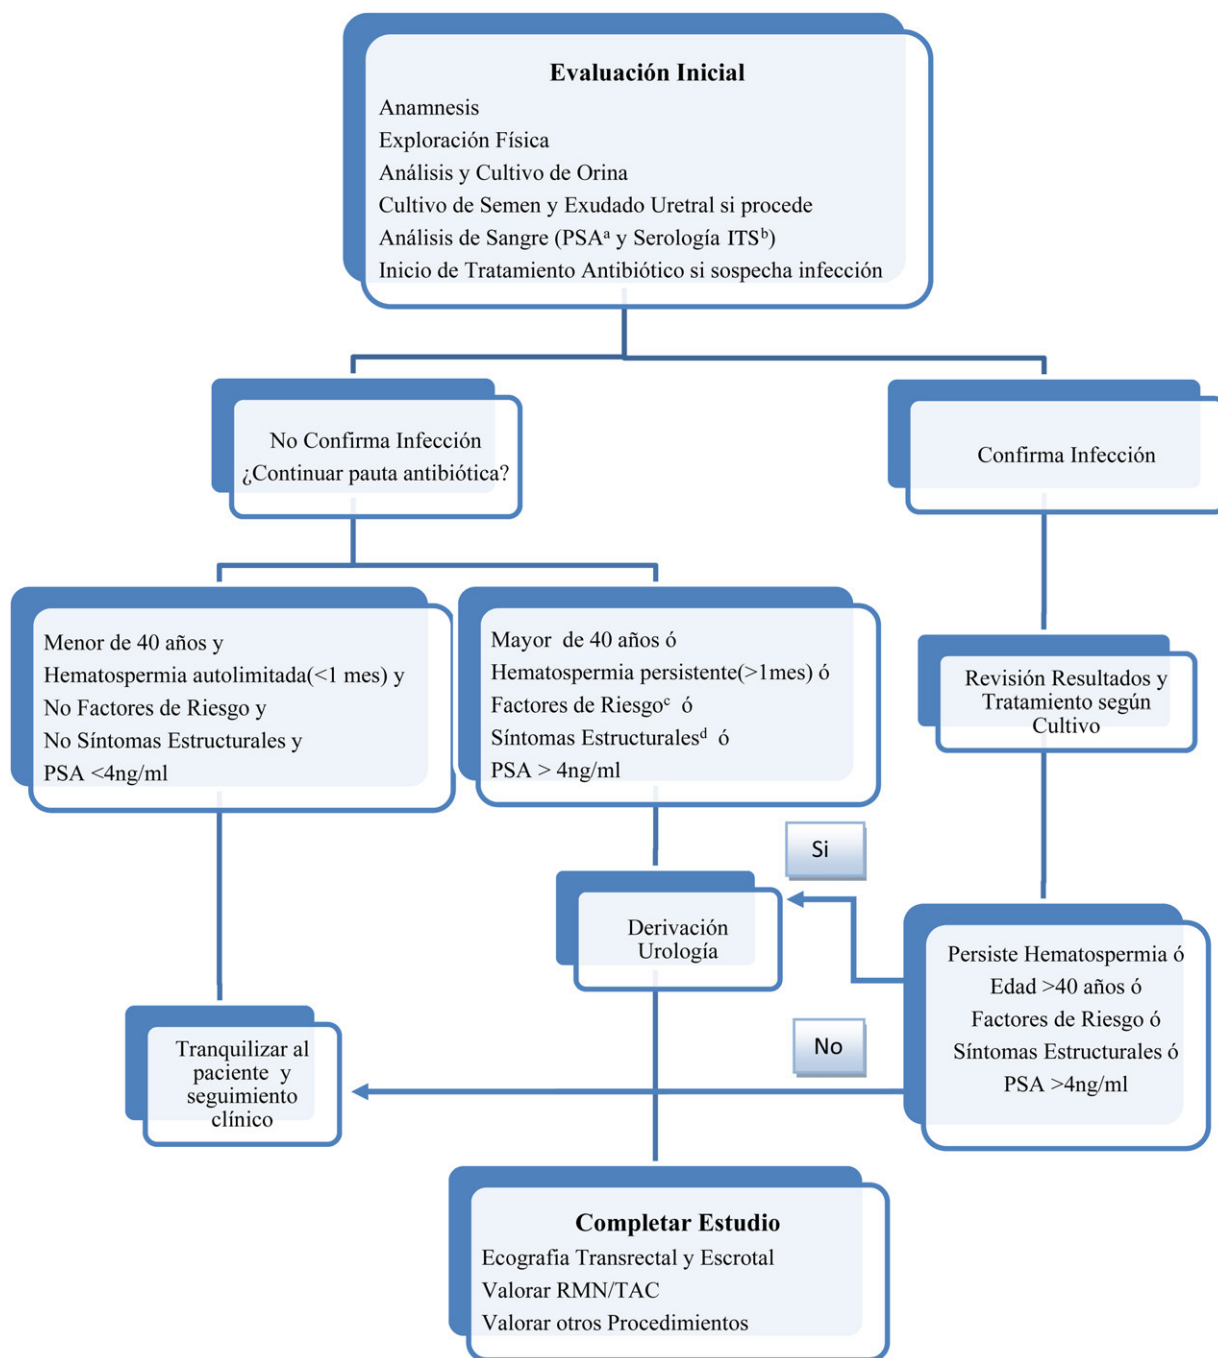 Evaluación Inicial
Anamnesis
Exploración Física
Análisis y Cultivo de Orina
Cultivo de Semen y Exudado Uretral si procede
Análisis de Sangre (PSAᵃ y Serología ITSᵇ)
Inicio de Tratamiento Antibiótico si sospecha infección
No Confirma Infección
¿Continuar pauta antibiótica?
Confirma Infección
Menor de 40 años y
Hematospermia autolimitada(<1 mes) y
No Factores de Riesgo y
No Síntomas Estructurales y
PSA <4ng/ml
Mayor de 40 años ó
Hematospermia persistente(>1mes) ó
Factores de Riesgoᶜ ó
Síntomas Estructuralesᵈ ó
PSA > 4ng/ml
Revisión Resultados y
Tratamiento según
Cultivo
Si
Derivación
Urología
Persiste Hematospermia ó
Edad >40 años ó
Factores de Riesgo ó
Síntomas Estructurales ó
PSA >4ng/ml
No
Tranquilizar al
paciente y
seguimiento
clínico
Completar Estudio
Ecografia Transrectal y Escrotal
Valorar RMN/TAC
Valorar otros Procedimientos